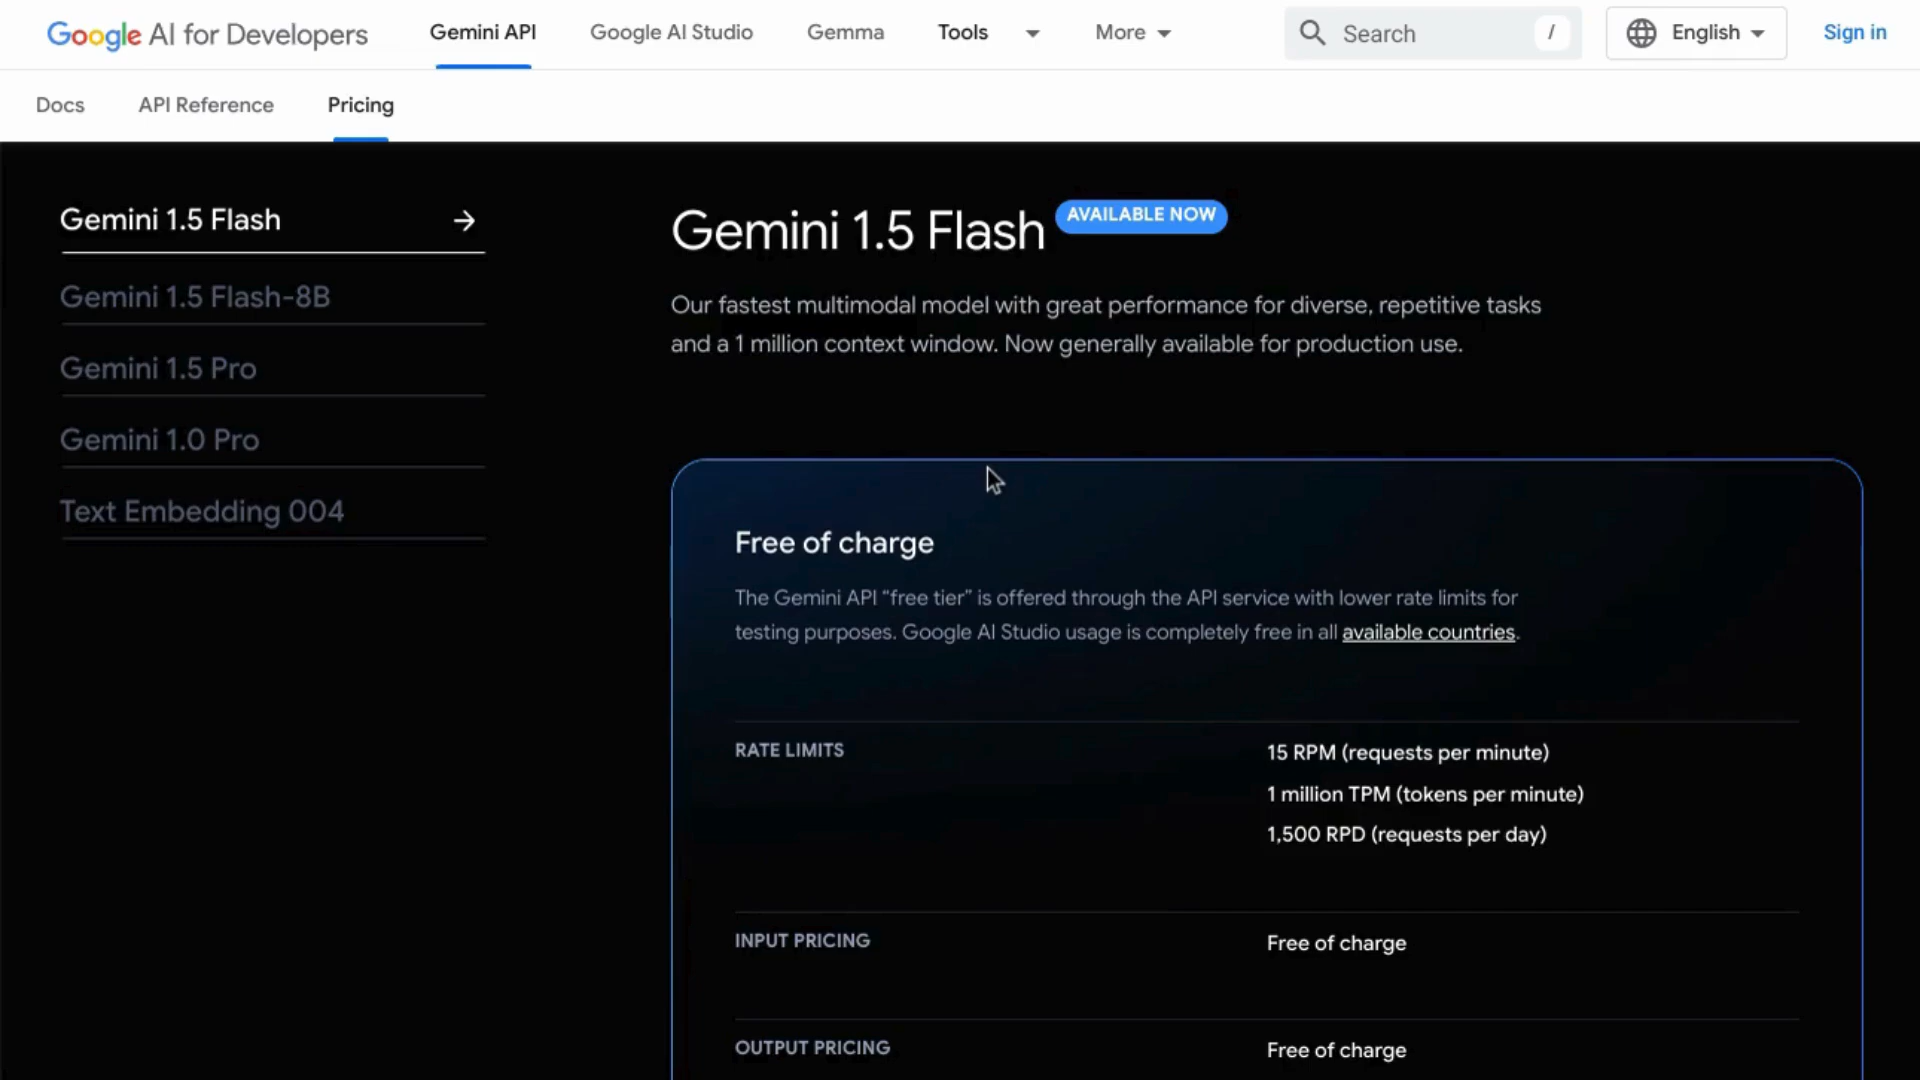 Google AI for Developers
Gemini API
Google AI Studio
Gemma
Tools
More
Search
/
English
Sign in
Docs
API Reference
Pricing
Gemini 1.5 Flash
Gemini 1.5 Flash-8B
Gemini 1.5 Pro
Gemini 1.0 Pro
Text Embedding 004
Gemini 1.5 Flash
AVAILABLE NOW
Our fastest multimodal model with great performance for diverse, repetitive tasks
and a 1 million context window. Now generally available for production use.
Free of charge
The Gemini API “free tier” is offered through the API service with lower rate limits for
testing purposes. Google AI Studio usage is completely free in all available countries.
RATE LIMITS
15 RPM (requests per minute)
1 million TPM (tokens per minute)
1,500 RPD (requests per day)
INPUT PRICING
Free of charge
OUTPUT PRICING
Free of charge